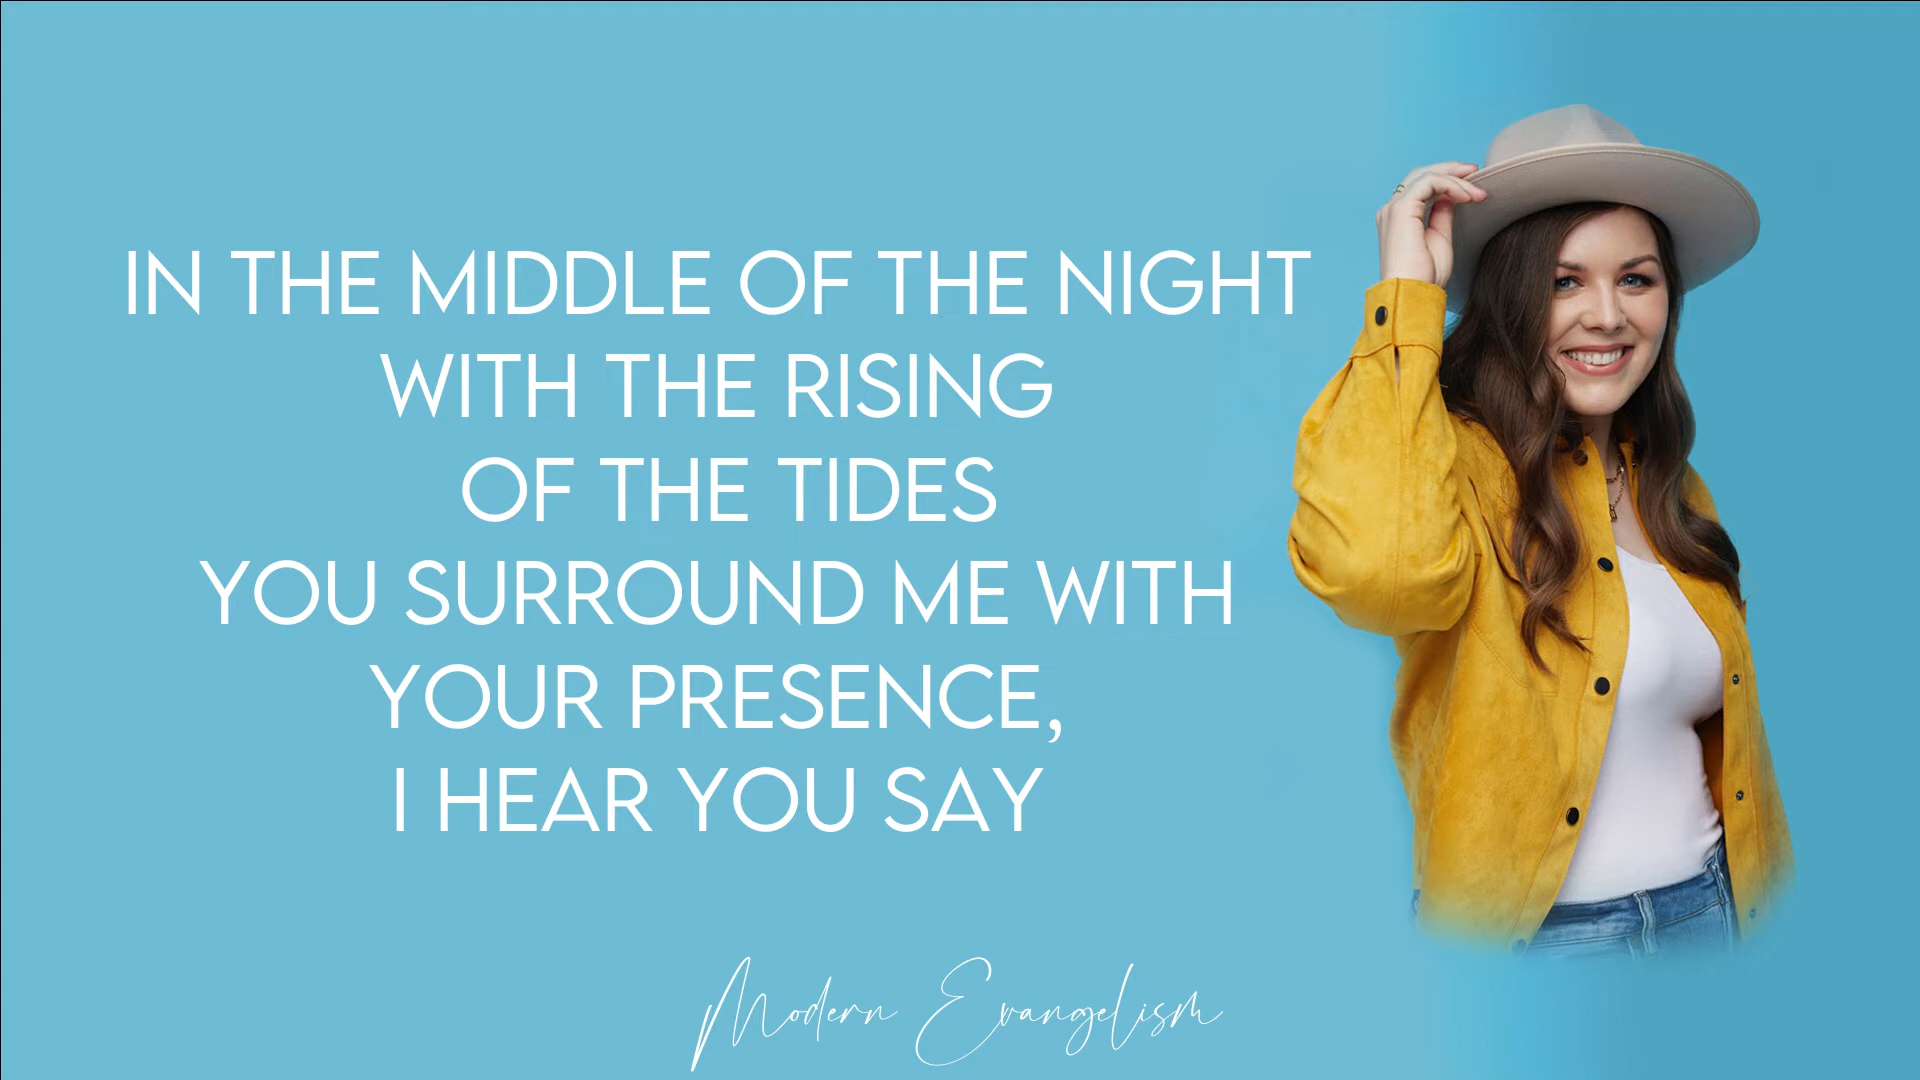 IN THE MIDDLE OF THE NIGHT
WITH THE RISING
OF THE TIDES
YOU SURROUND ME WITH
YOUR PRESENCE,
I HEAR YOU SAY
Modern Evangelism